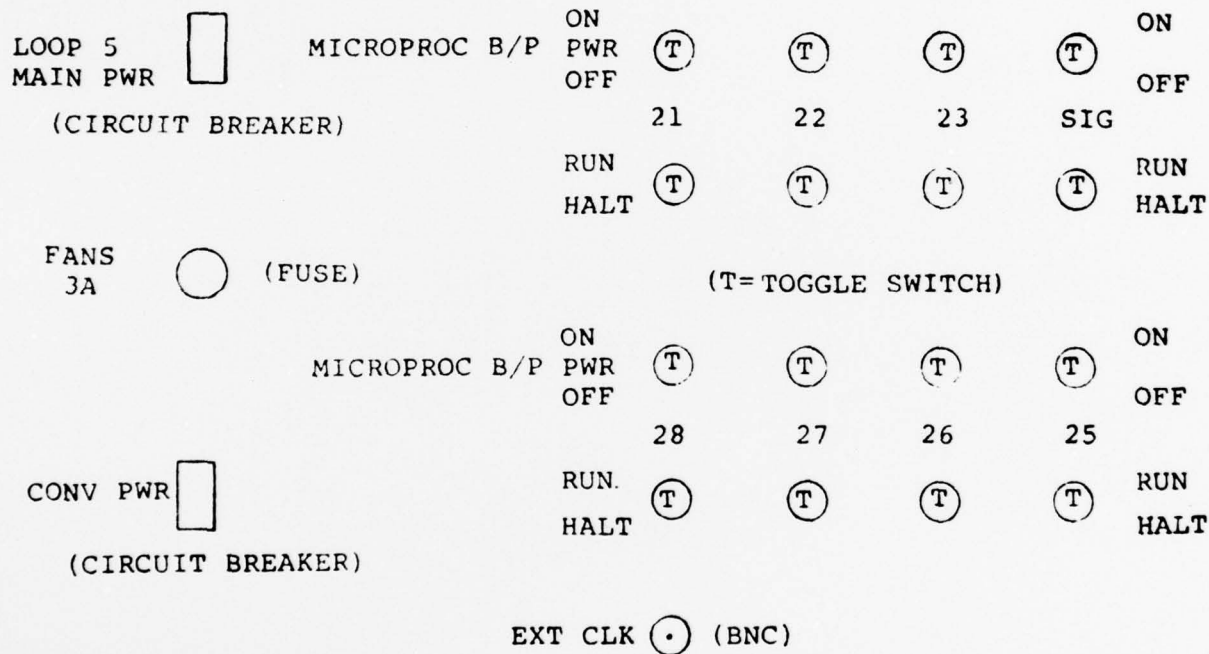 LOOP 5
MAIN PWR
(CIRCUIT BREAKER)
MICROPROC B/P
ON
PWR
OFF
T T T T
ON
OFF
21 22 23 SIG
RUN
HALT
T T T T
RUN
HALT
FANS
3A
(FUSE)
(T=TOGGLE SWITCH)
MICROPROC B/P
ON
PWR
OFF
T T T T
ON
OFF
28 27 26 25
CONV PWR
(CIRCUIT BREAKER)
RUN.
HALT
T T T T
RUN
HALT
EXT CLK (BNC)